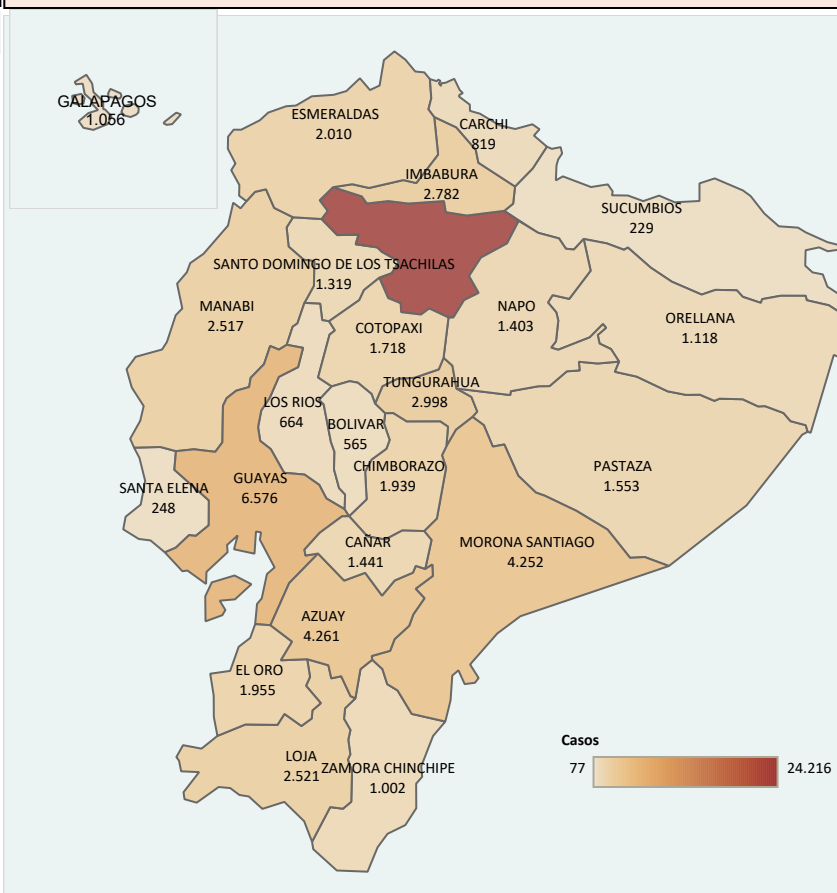 GALAPAGOS
1.056
ESMERALDAS
2.010
CARCHI
819
IMBABURA
2.782
SUCUMBIOS
229
SANTO DOMINGO DE LOS TSACHILAS
1.319
MANABI
2.517
NAPO
1.403
ORELLANA
1.118
COTOPAXI
1.718
TUNGURAHUA
2.998
LOS RIOS
664
BOLIVAR
565
CHIMBORAZO
1.939
PASTAZA
1.553
SANTA ELENA
248
GUAYAS
6.576
CAÑAR
1.441
MORONA SANTIAGO
4.252
AZUAY
4.261
EL ORO
1.955
LOJA
2.521
ZAMORA CHINCHIPE
1.002
Casos
77
24.216